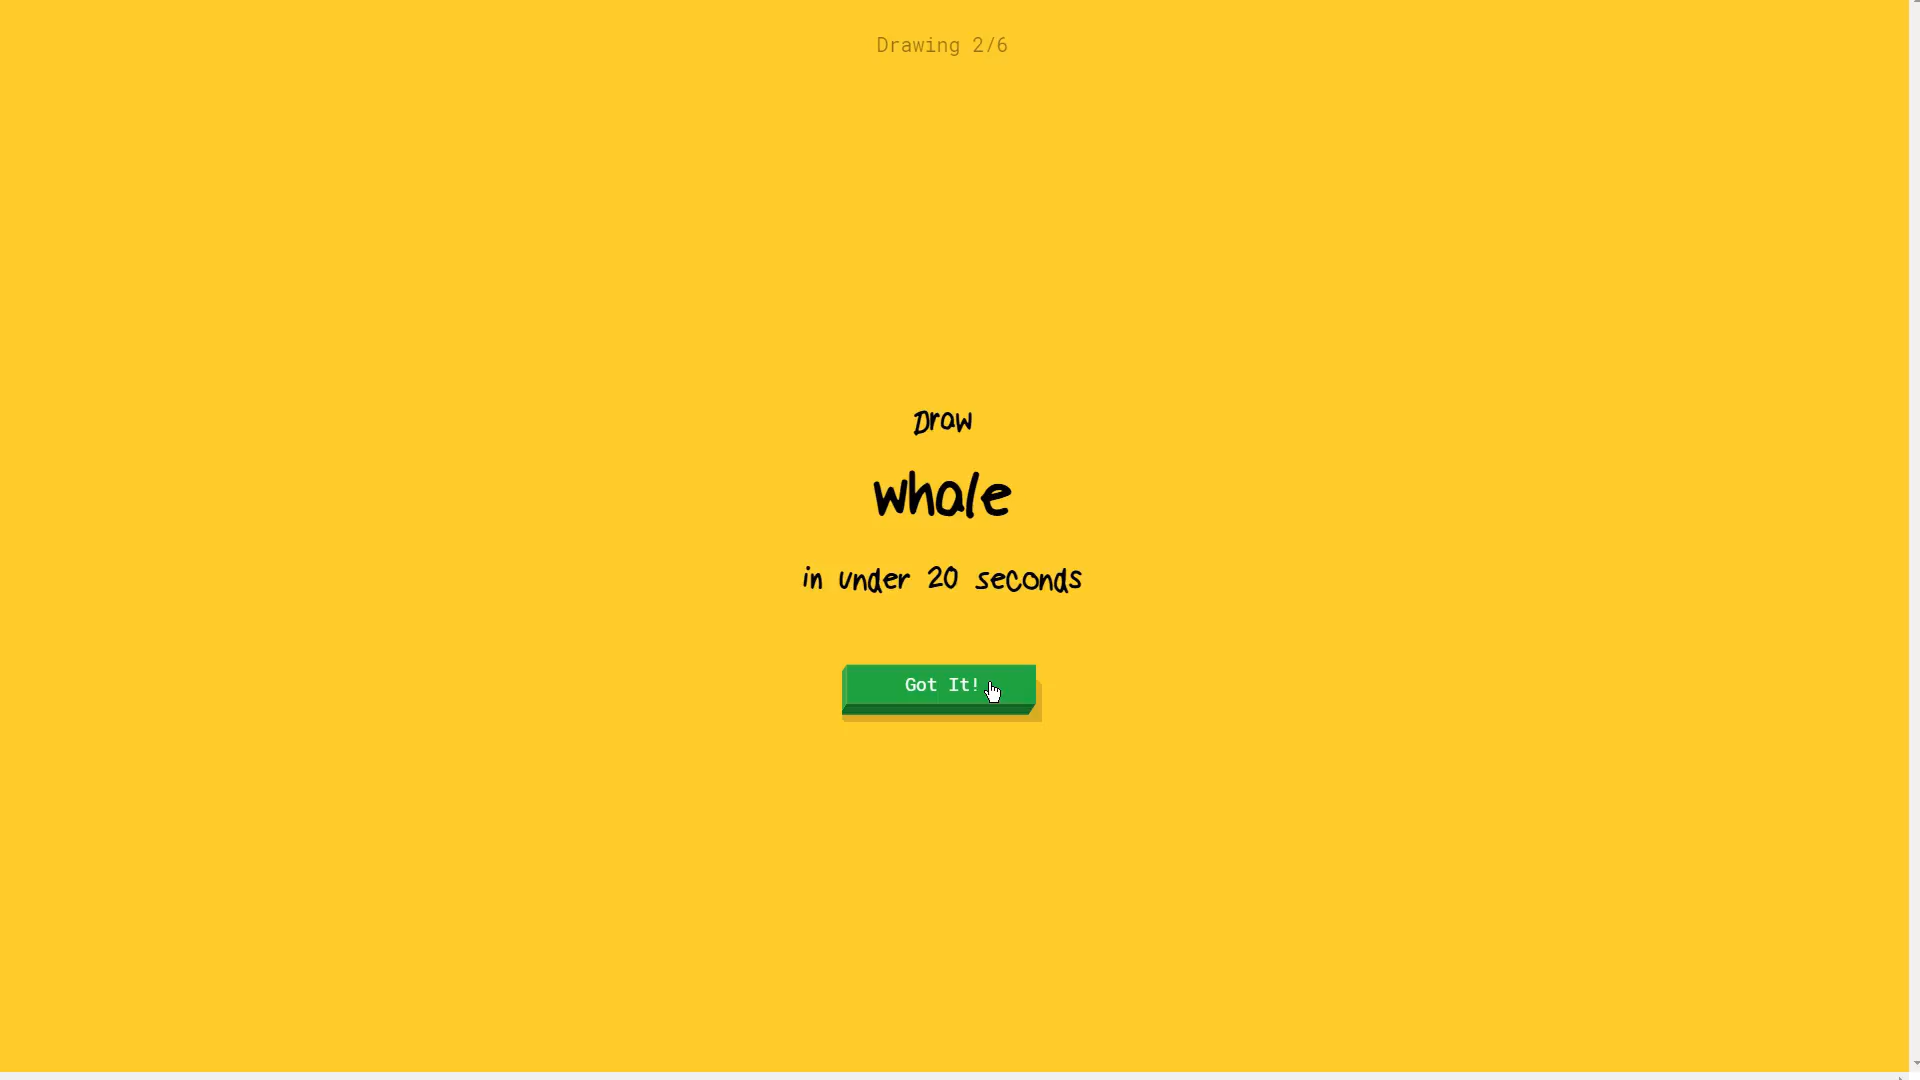 Drawing 2/6
Draw
whale
in under 20 seconds
Got It!